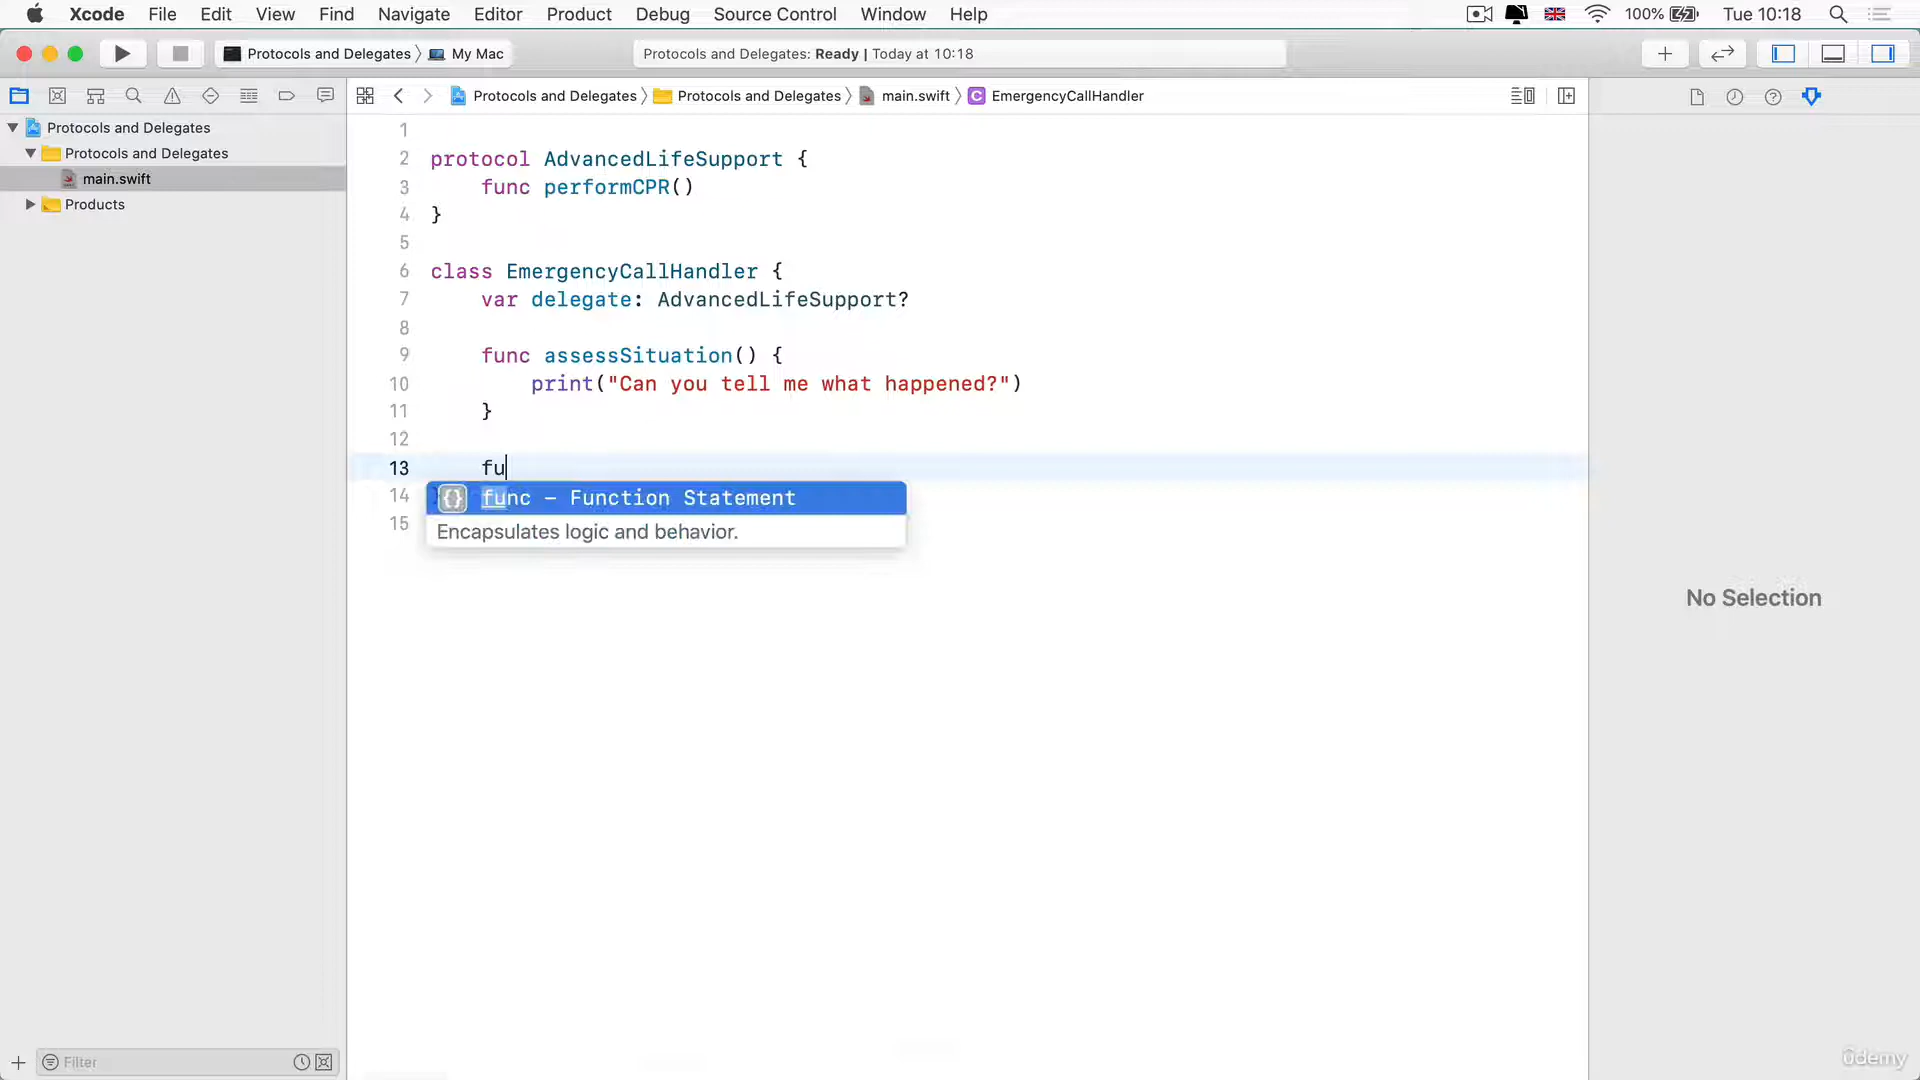 Xcode File Edit View Find Navigate Editor Product Debug Source Control Window Help 100% Tue 10:18
Protocols and Delegates 〉 My Mac Protocols and Delegates: Ready | Today at 10:18
Protocols and Delegates 〉 Protocols and Delegates 〉 main.swift 〉 C EmergencyCallHandler
Protocols and Delegates
Protocols and Delegates
main.swift
Products
1
2 protocol AdvancedLifeSupport {
3 func performCPR()
4 }
5
6 class EmergencyCallHandler {
7 var delegate: AdvancedLifeSupport?
8
9 func assessSituation() {
10 print("Can you tell me what happened?")
11 }
12
13 fu
14 }
{} func – Function Statement
15
Encapsulates logic and behavior.
No Selection
Filter
ûdemy